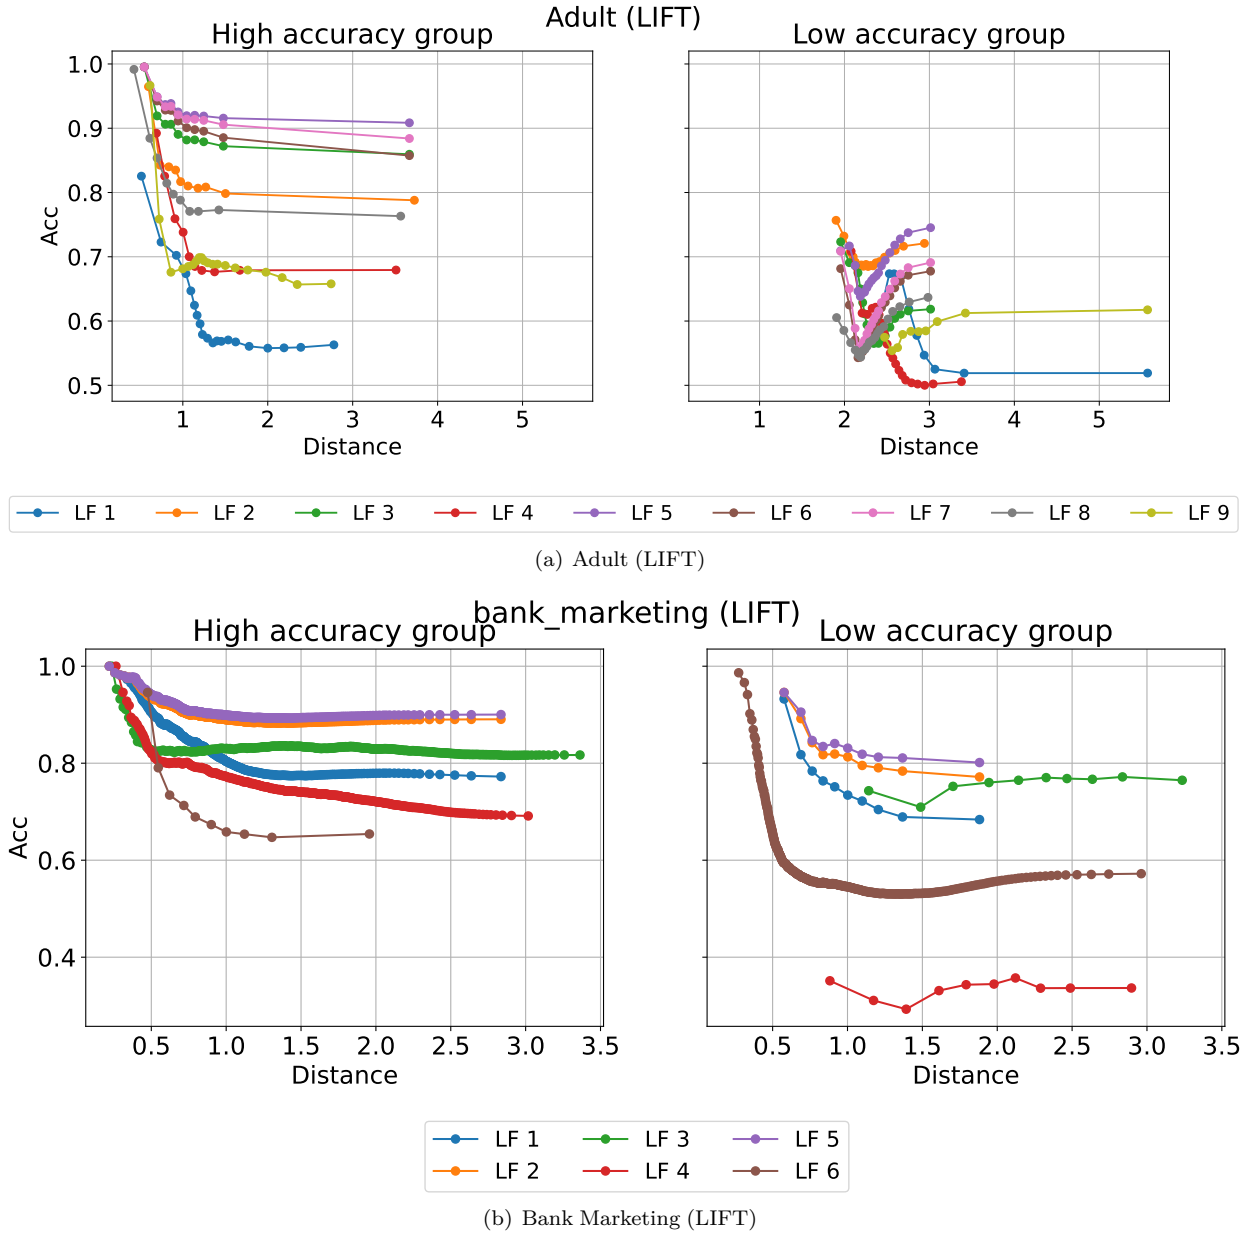 Adult (LIFT)
High accuracy group
Low accuracy group
1.0
0.9
0.8
0.7
0.6
0.5
Acc
1 2 3 4 5
1 2 3 4 5
Distance
Distance
LF 1 LF 2 LF 3 LF 4 LF 5 LF 6 LF 7 LF 8 LF 9
(a) Adult (LIFT)
bank_marketing (LIFT)
High accuracy group
Low accuracy group
1.0
0.8
0.6
0.4
Acc
0.5 1.0 1.5 2.0 2.5 3.0 3.5
0.5 1.0 1.5 2.0 2.5 3.0 3.5
Distance
Distance
LF 1 LF 3 LF 5
LF 2 LF 4 LF 6
(b) Bank Marketing (LIFT)